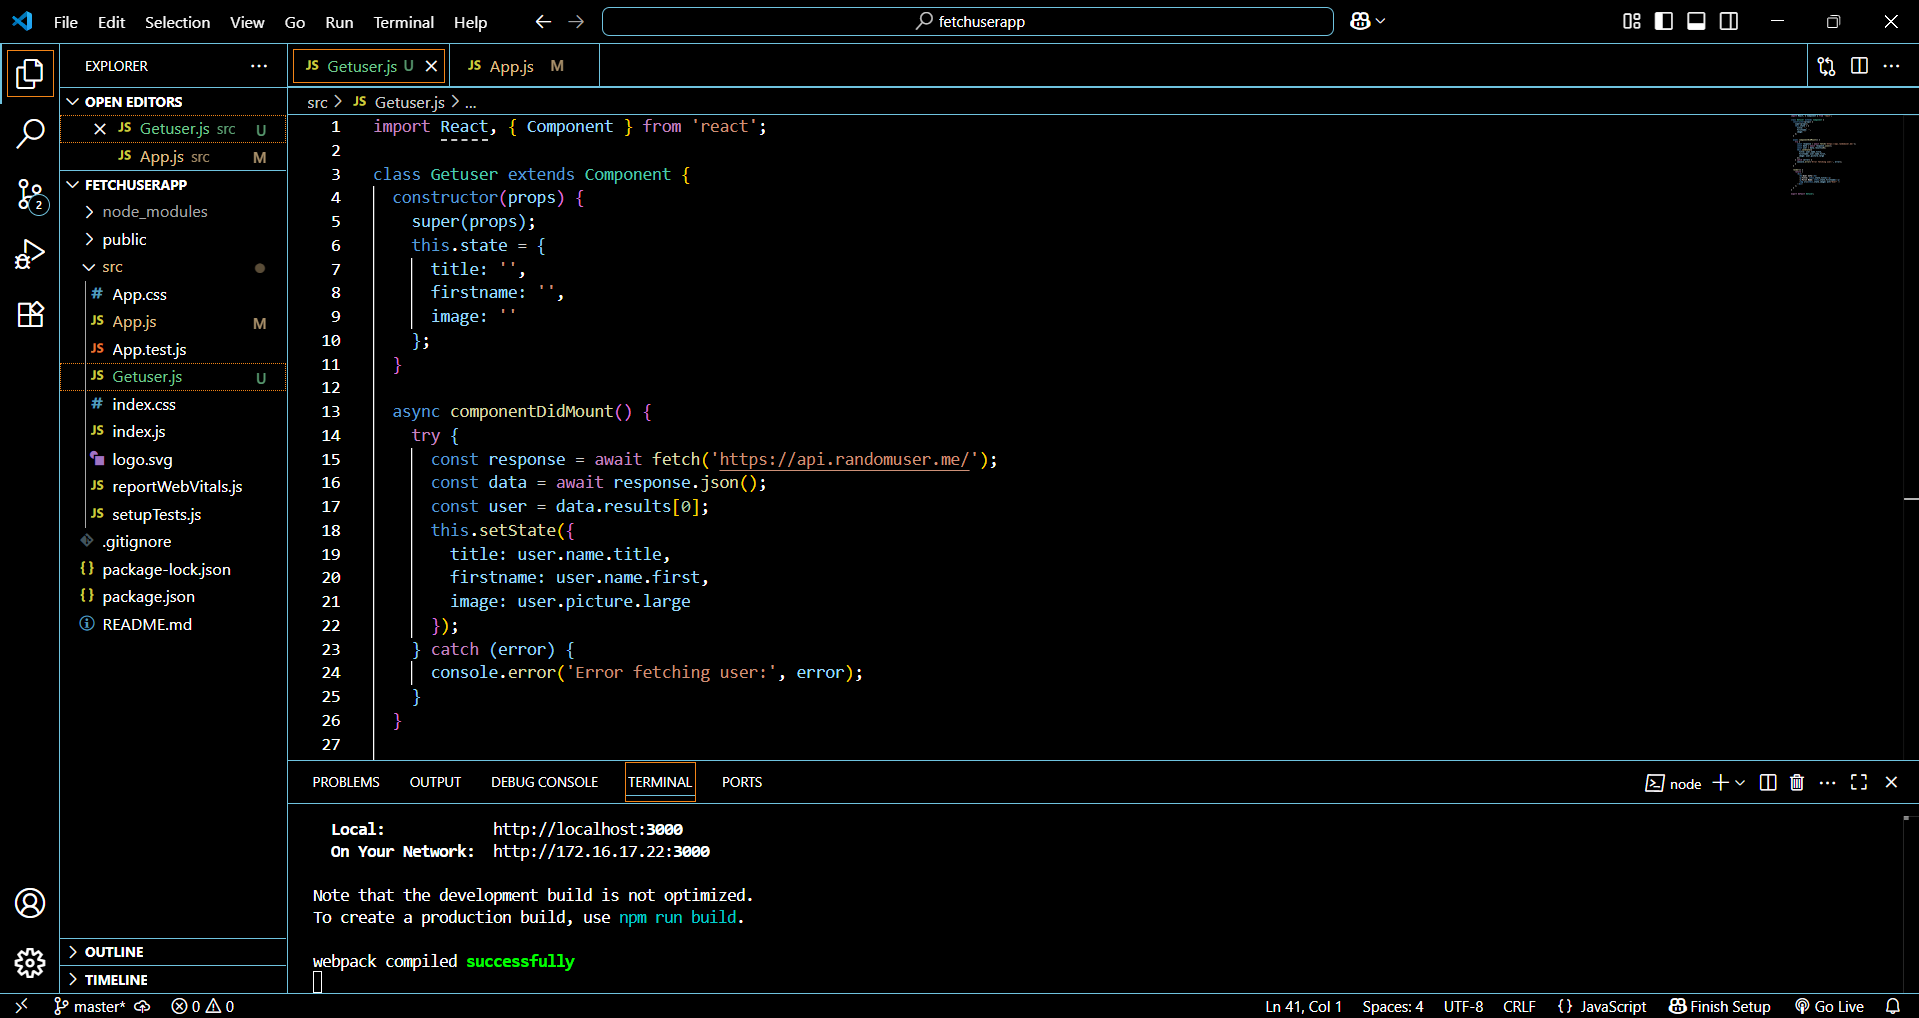 File Edit Selection View Go Run Terminal Help
fetchuserapp
EXPLORER
OPEN EDITORS
JS Getuser.js src U
JS App.js src M
FETCHUSERAPP
node_modules
public
src
# App.css
JS App.js M
JS App.test.js
JS Getuser.js U
# index.css
JS index.js
logo.svg
JS reportWebVitals.js
JS setupTests.js
.gitignore
{} package-lock.json
{} package.json
README.md
OUTLINE
TIMELINE
2
JS Getuser.js U
JS App.js M
src > JS Getuser.js > ...
1 import React, { Component } from 'react';
2
3 class Getuser extends Component {
4 constructor(props) {
5 super(props);
6 this.state = {
7 title: '',
8 firstname: '',
9 image: ''
10 };
11 }
12
13 async componentDidMount() {
14 try {
15 const response = await fetch('https://api.randomuser.me/');
16 const data = await response.json();
17 const user = data.results[0];
18 this.setState({
19 title: user.name.title,
20 firstname: user.name.first,
21 image: user.picture.large
22 });
23 } catch (error) {
24 console.error('Error fetching user:', error);
25 }
26 }
27
PROBLEMS OUTPUT DEBUG CONSOLE TERMINAL PORTS
node
Local: http://localhost:3000
On Your Network: http://172.16.17.22:3000
Note that the development build is not optimized.
To create a production build, use npm run build.
webpack compiled successfully
master* 0 0
Ln 41, Col 1 Spaces: 4 UTF-8 CRLF {} JavaScript Finish Setup Go Live